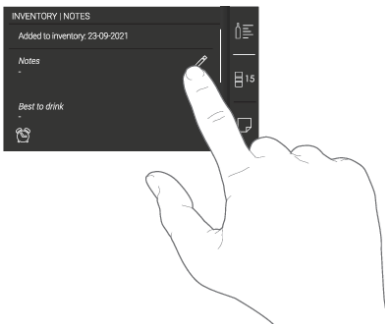 INVENTORY | NOTES
Added to inventory: 23-09-2021
Notes
-
15
Best to drink
-